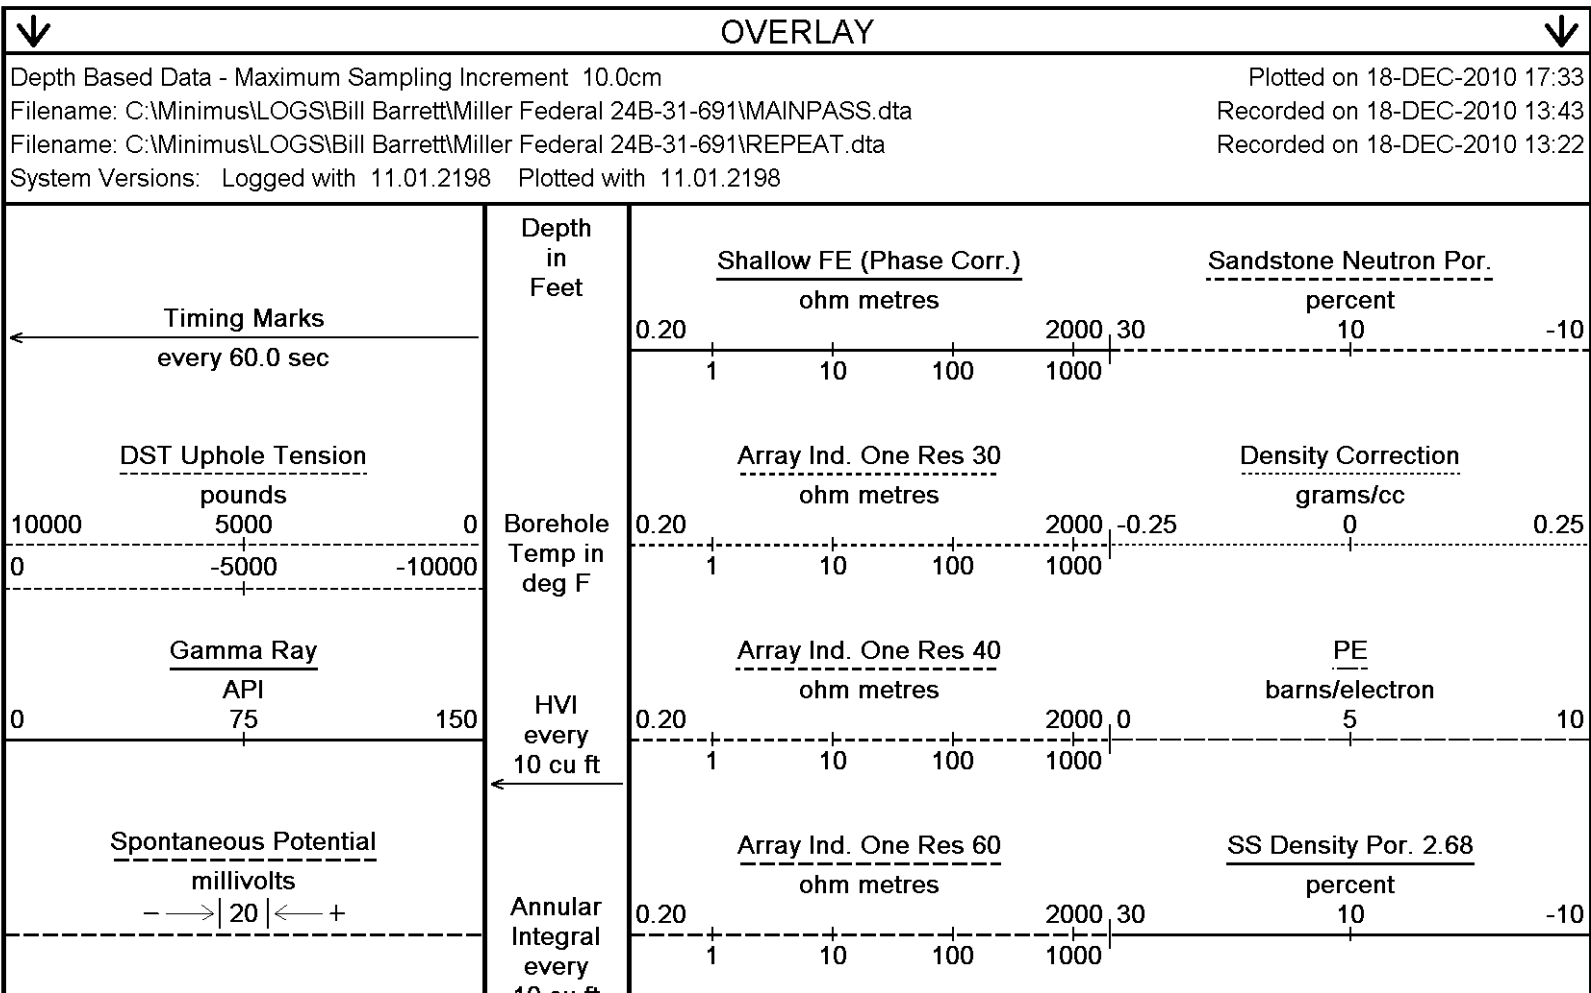 OVERLAY
Depth Based Data - Maximum Sampling Increment 10.0cm
Plotted on 18-DEC-2010 17:33
Filename: C:\Minimus\LOGS\Bill Barrett\Miller Federal 24B-31-691\MAINPASS.dta
Recorded on 18-DEC-2010 13:43
Filename: C:\Minimus\LOGS\Bill Barrett\Miller Federal 24B-31-691\REPEAT.dta
Recorded on 18-DEC-2010 13:22
System Versions: Logged with 11.01.2198 Plotted with 11.01.2198
Timing Marks
every 60.0 sec
DST Uphole Tension
pounds
10000 5000 0
0 -5000 -10000
Gamma Ray
API
0 75 150
Spontaneous Potential
millivolts
− 20 +
Depth
in
Feet
Borehole
Temp in
deg F
HVI
every
10 cu ft
Annular
Integral
every
10 cu ft
Shallow FE (Phase Corr.)
ohm metres
0.20 2000
1 10 100 1000
Array Ind. One Res 30
ohm metres
0.20 2000
1 10 100 1000
Array Ind. One Res 40
ohm metres
0.20 2000
1 10 100 1000
Array Ind. One Res 60
ohm metres
0.20 2000
1 10 100 1000
Sandstone Neutron Por.
percent
30 10 -10
Density Correction
grams/cc
-0.25 0 0.25
PE
barns/electron
0 5 10
SS Density Por. 2.68
percent
30 10 -10